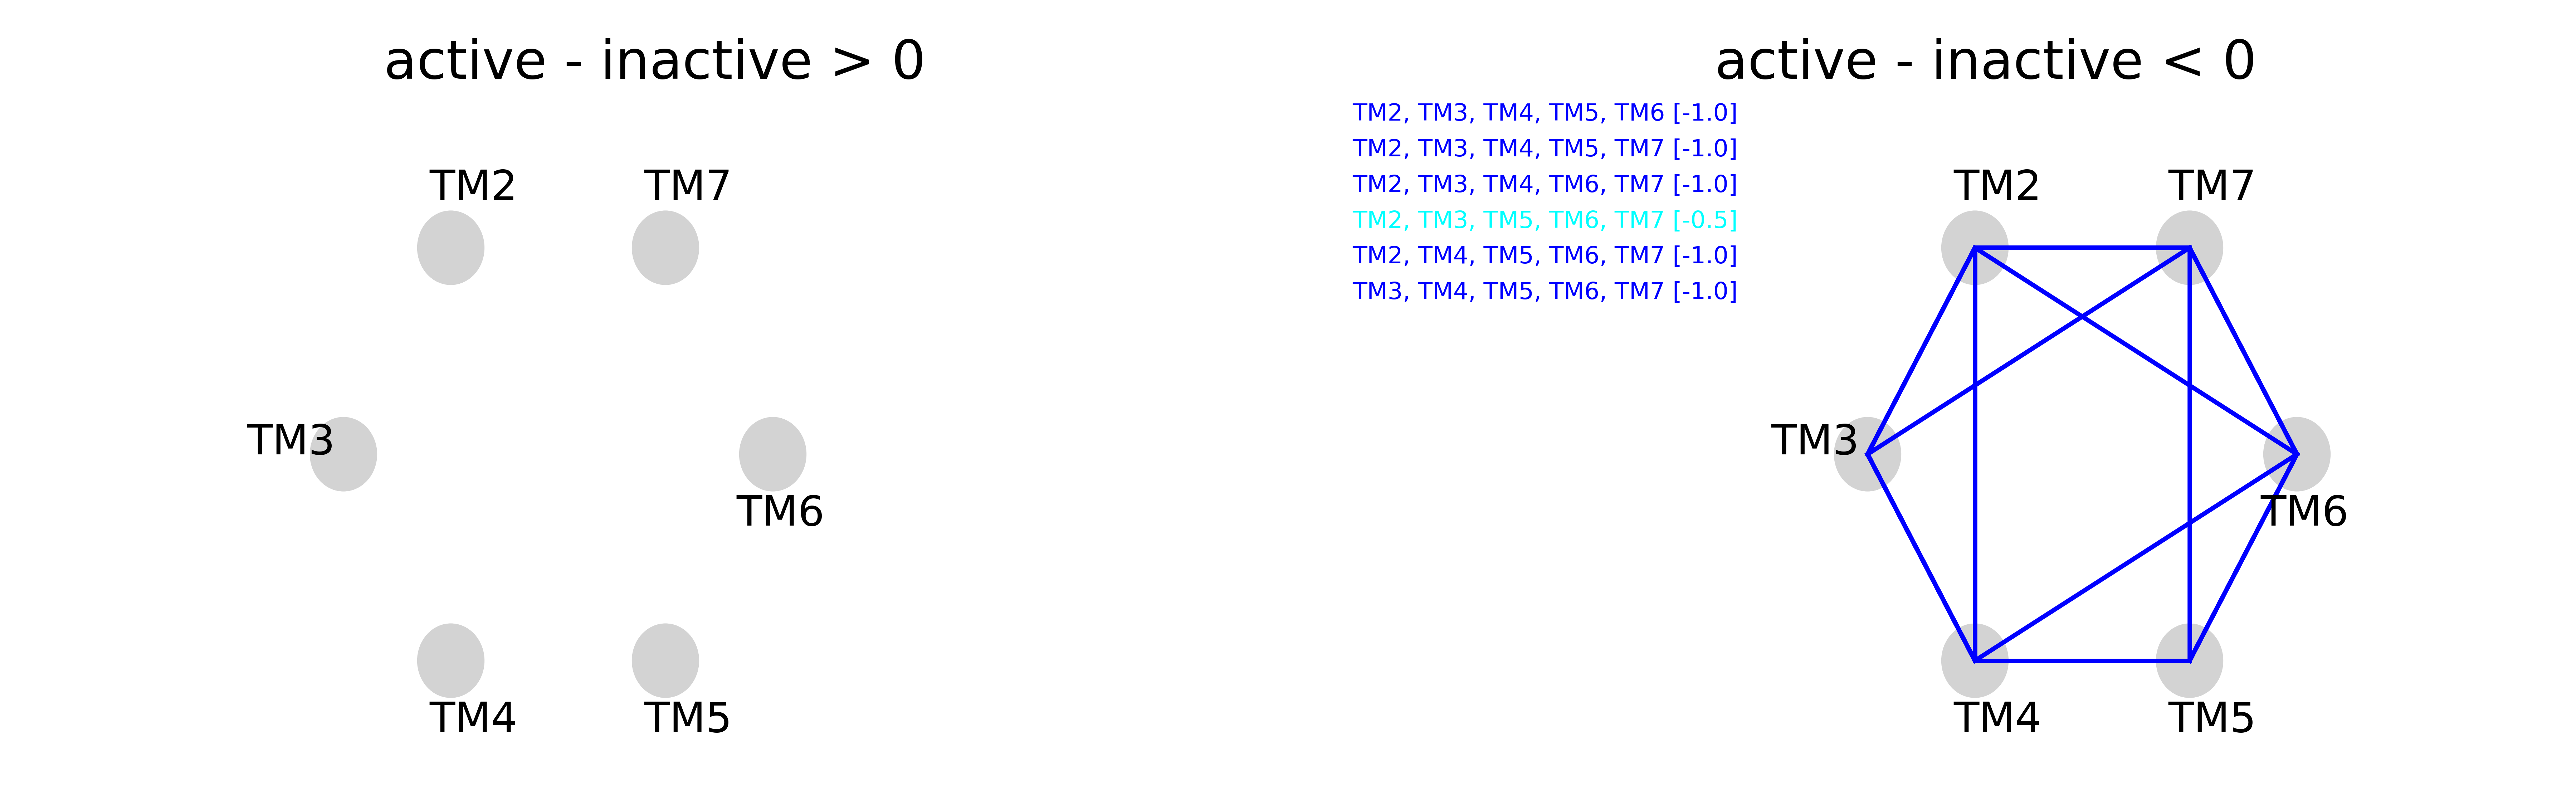 active - inactive > 0
TM2
TM7
TM3
TM6
TM4
TM5
active - inactive < 0
TM2, TM3, TM4, TM5, TM6 [-1.0]
TM2, TM3, TM4, TM5, TM7 [-1.0]
TM2, TM3, TM4, TM6, TM7 [-1.0]
TM2, TM3, TM5, TM6, TM7 [-0.5]
TM2, TM4, TM5, TM6, TM7 [-1.0]
TM3, TM4, TM5, TM6, TM7 [-1.0]
TM2
TM7
TM3
TM6
TM4
TM5